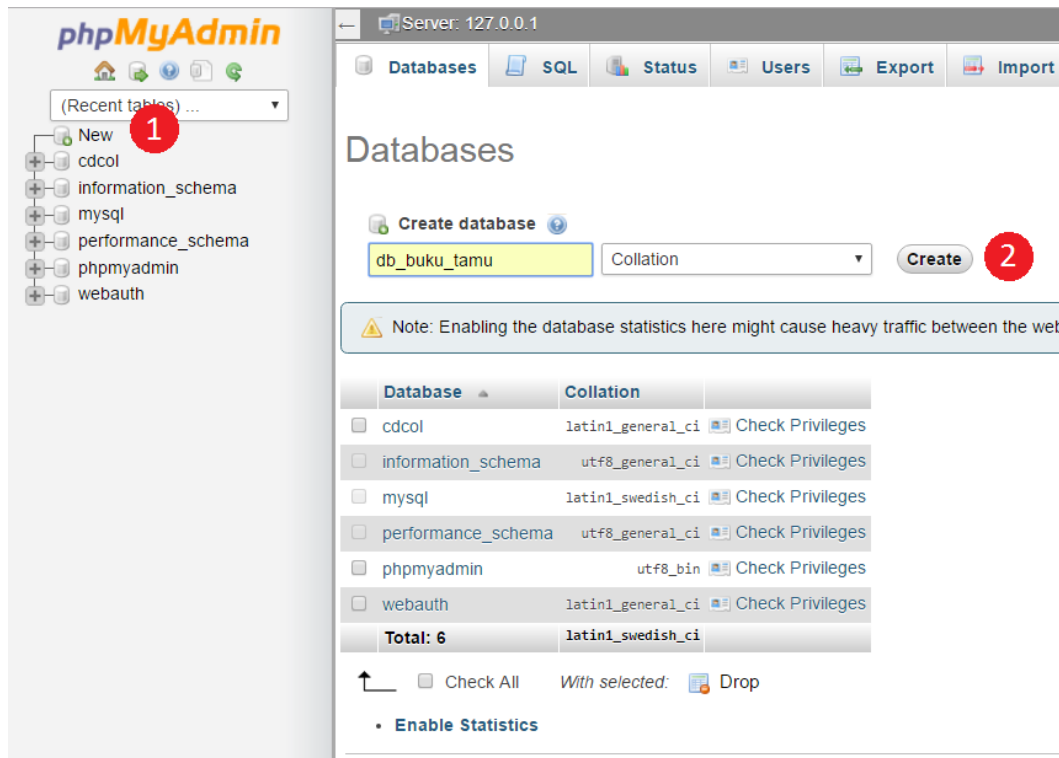 phpMyAdmin
(Recent tables) ...
1
New
cdcol
information_schema
mysql
performance_schema
phpmyadmin
webauth
← Server: 127.0.0.1
Databases SQL Status Users Export Import
Databases
Create database
db_buku_tamu Collation Create 2
Note: Enabling the database statistics here might cause heavy traffic between the web
Database Collation
cdcol latin1_general_ci Check Privileges
information_schema utf8_general_ci Check Privileges
mysql latin1_swedish_ci Check Privileges
performance_schema utf8_general_ci Check Privileges
phpmyadmin utf8_bin Check Privileges
webauth latin1_general_ci Check Privileges
Total: 6 latin1_swedish_ci
Check All With selected: Drop
• Enable Statistics